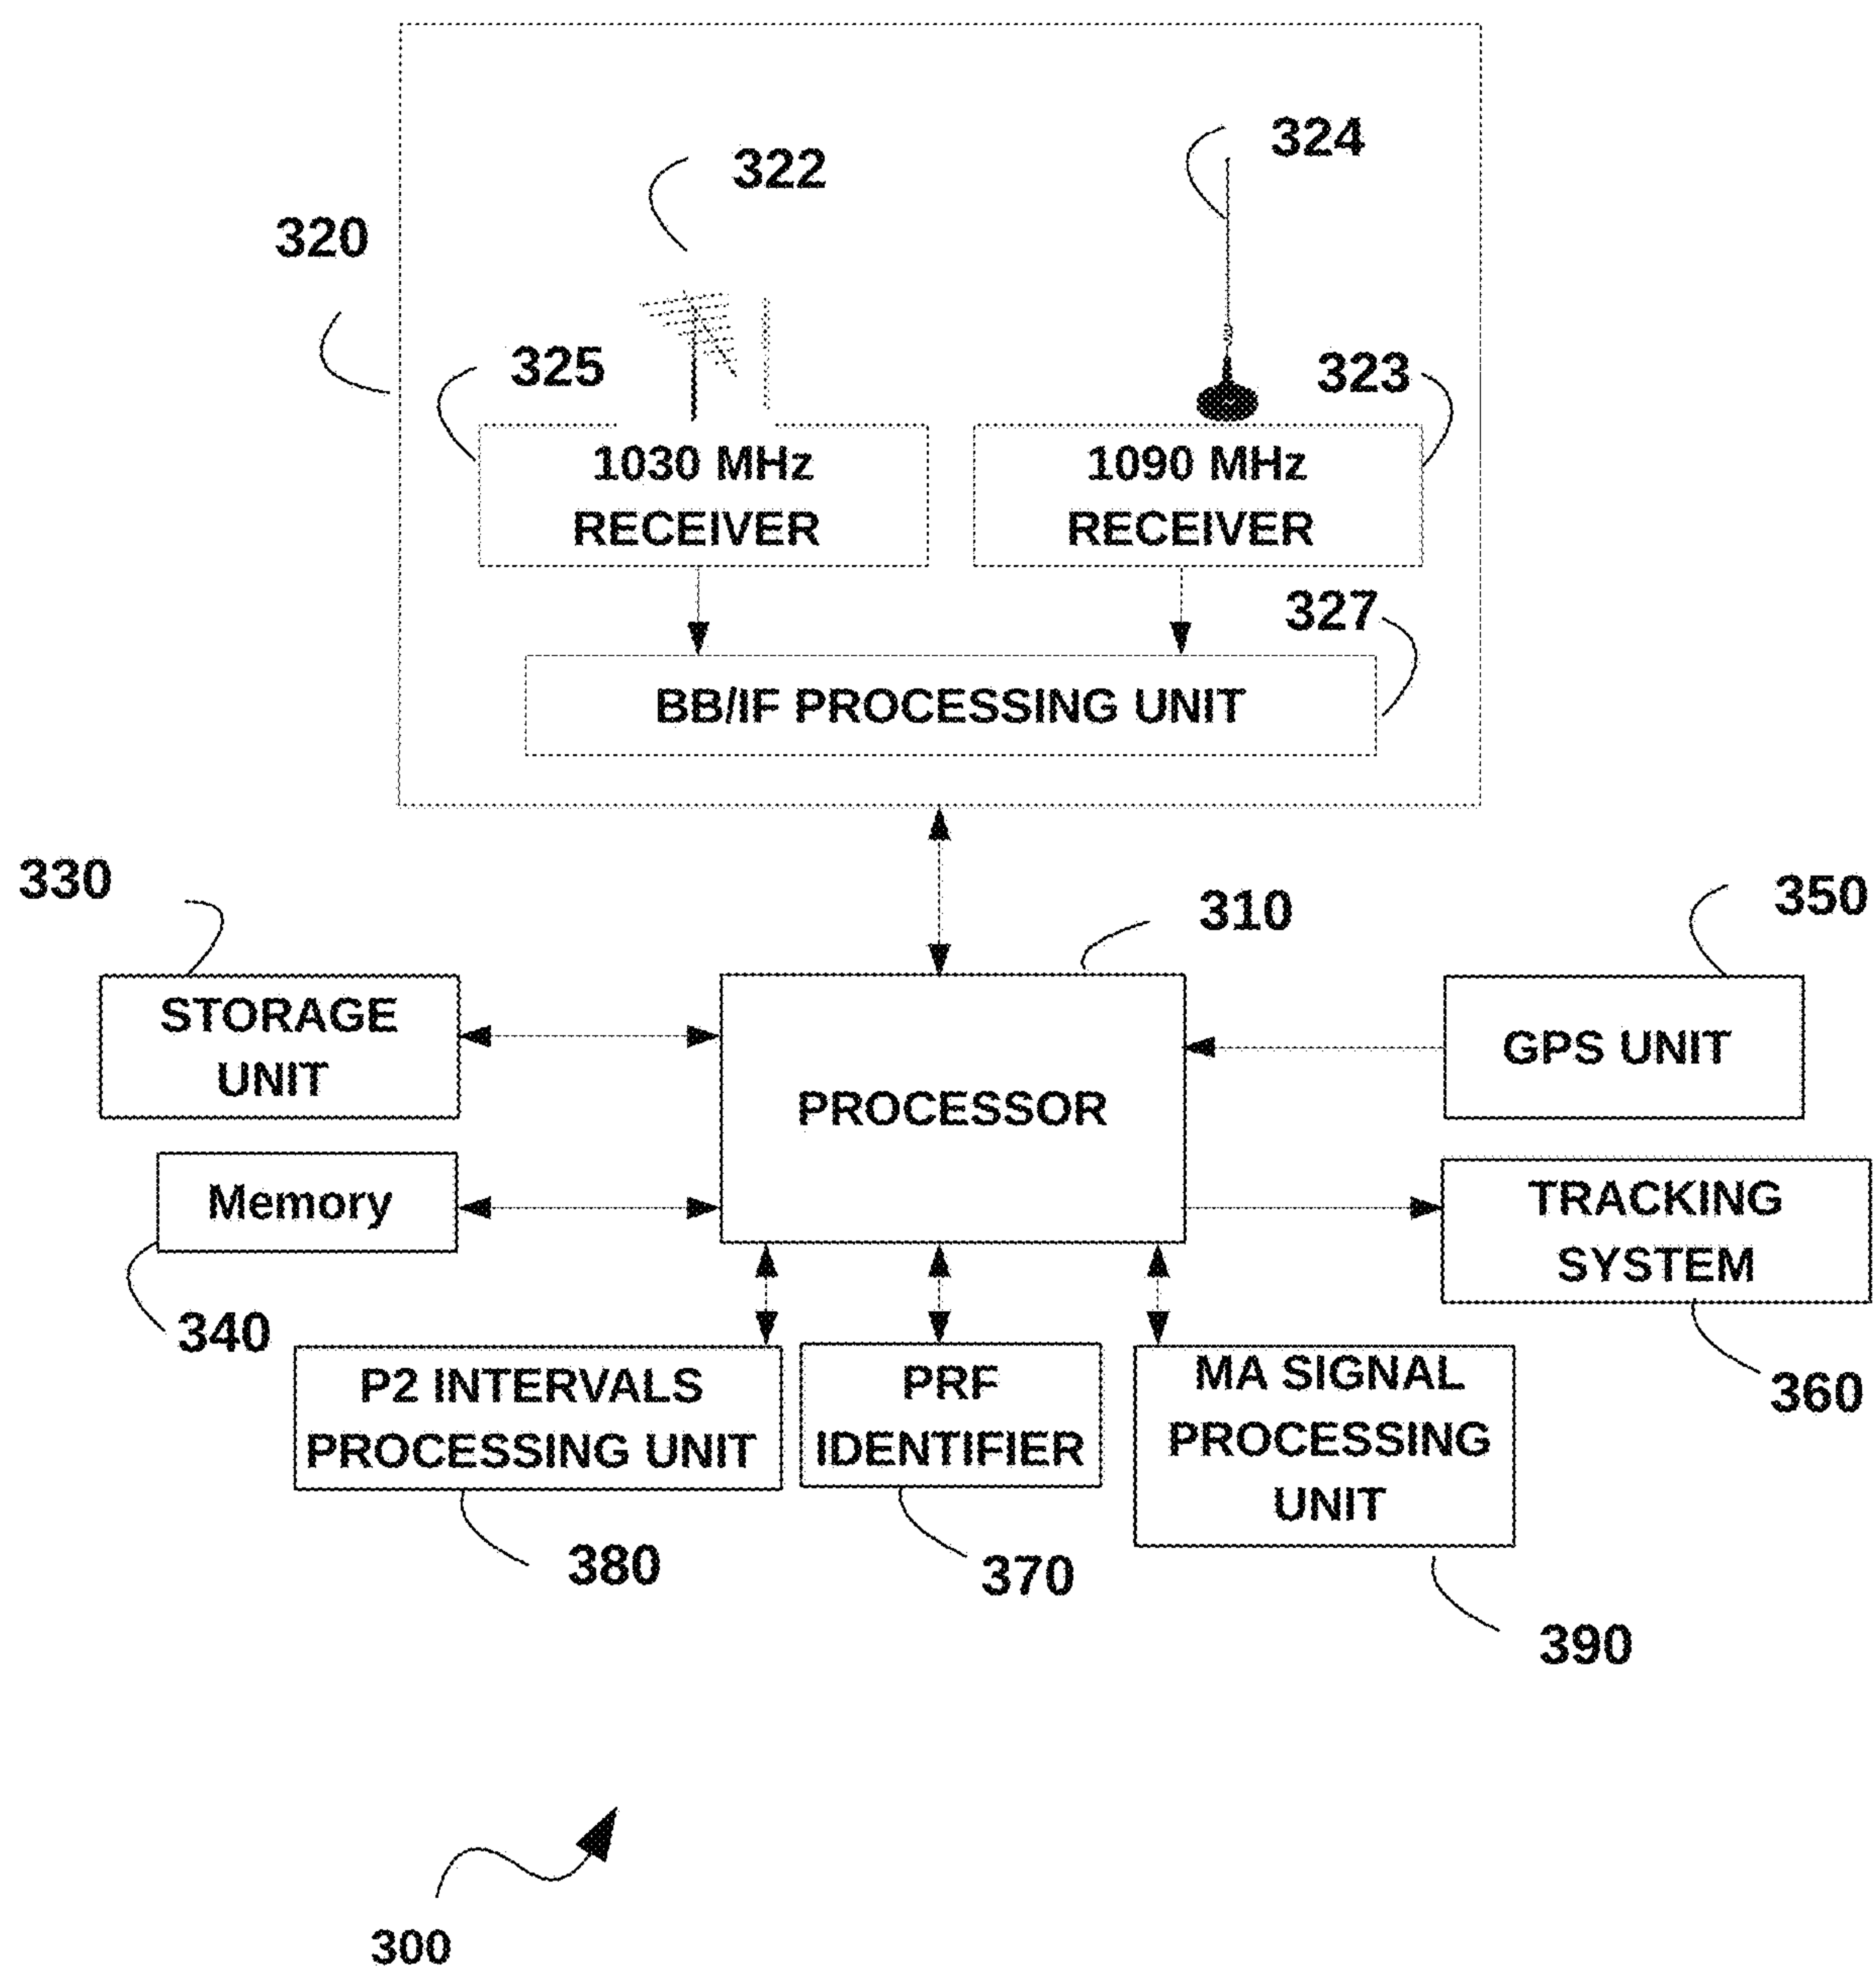 324
322
320
325
323
1030 MHz
RECEIVER
1090 MHz
RECEIVER
327
BB/IF PROCESSING UNIT
330
310
350
STORAGE
UNIT
PROCESSOR
GPS UNIT
Memory
TRACKING
SYSTEM
340
360
P2 INTERVALS
PROCESSING UNIT
PRF
IDENTIFIER
MA SIGNAL
PROCESSING
UNIT
380
370
390
300